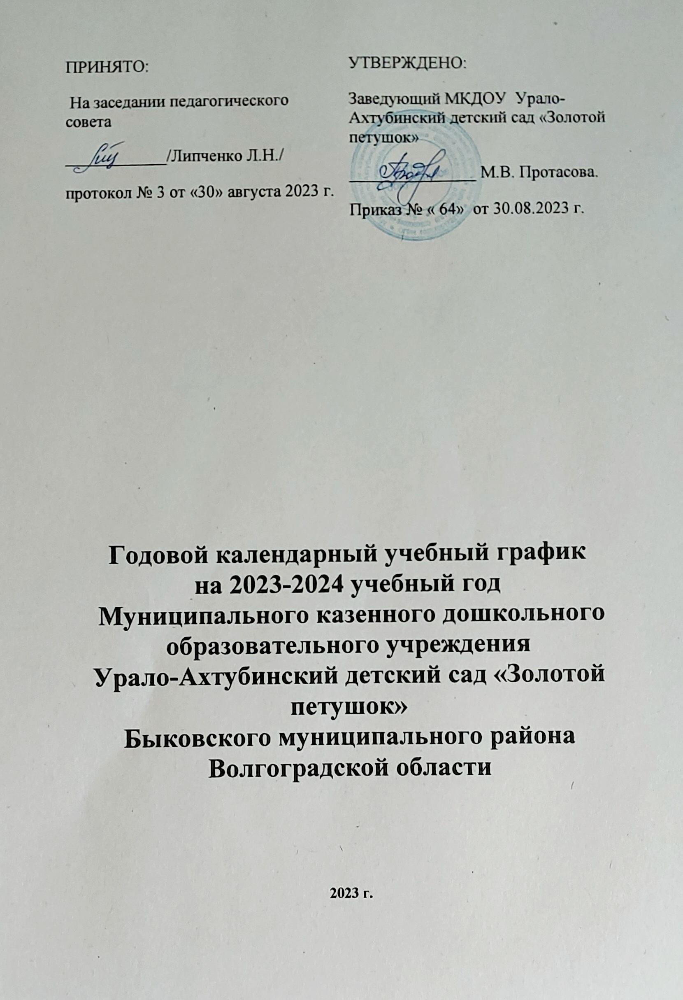 ПРИНЯТО:
На заседании педагогического
совета
/Липченко Л.Н./
протокол № 3 от «30» августа 2023 г.
УТВЕРЖДЕНО:
Заведующий МКДОУ Урало-
Ахтубинский детский сад «Золотой
петушок»
М.В. Протасова.
Приказ № « 64» от 30.08.2023 г.
Годовой календарный учебный график
на 2023-2024 учебный год
Муниципального казенного дошкольного
образовательного учреждения
Урало-Ахтубинский детский сад «Золотой
петушок»
Быковского муниципального района
Волгоградской области
2023 г.